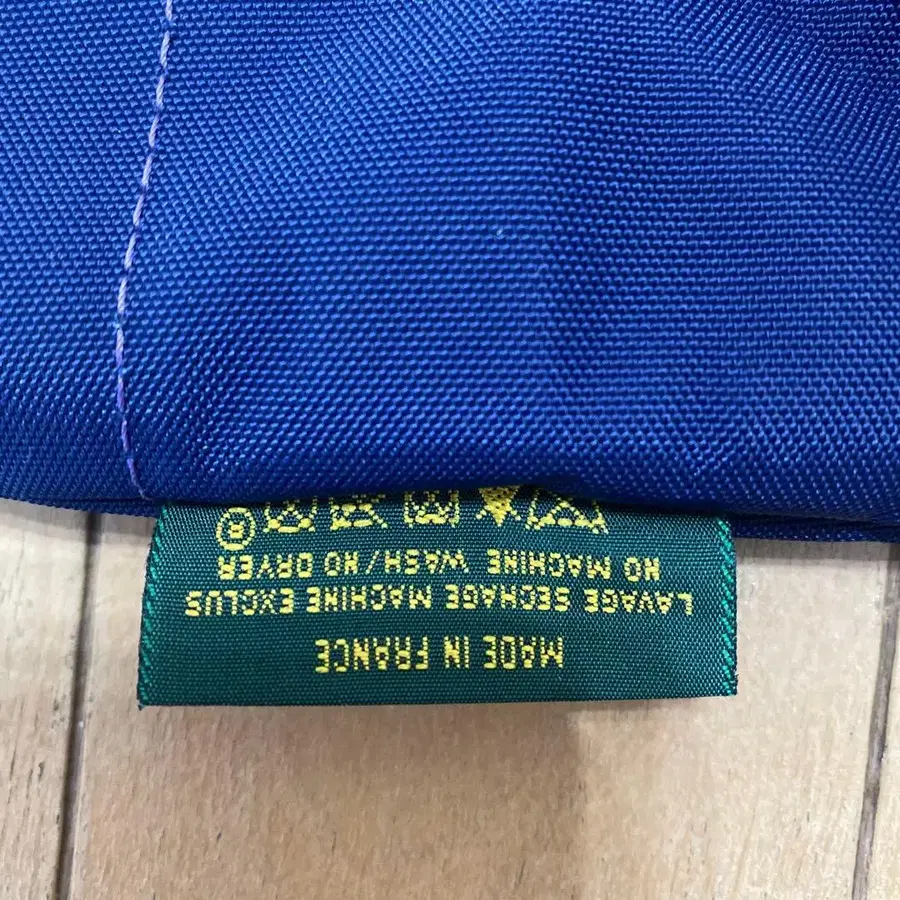 NO MACHINE WASH/NO DRYER
LAVAGE SECHAGE MACHINE EXCLUS
MADE IN FRANCE